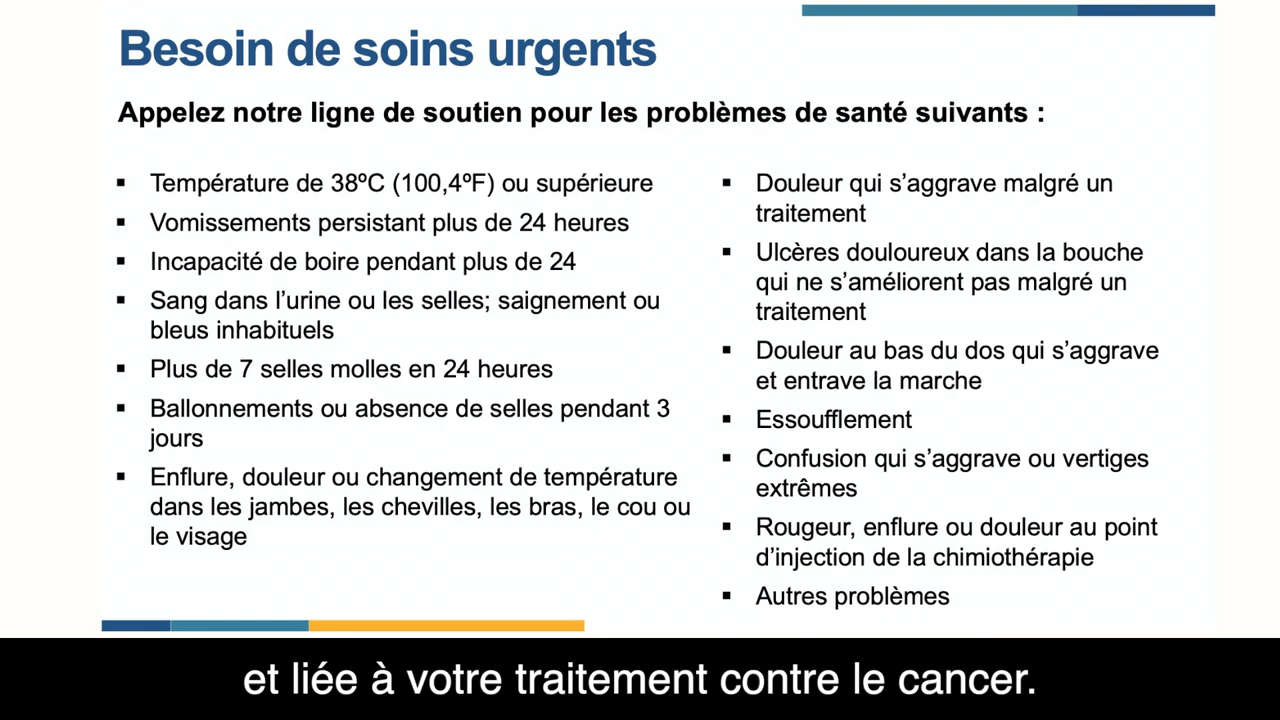 Besoin de soins urgents
Appelez notre ligne de soutien pour les problèmes de santé suivants :
▪ Température de 38ºC (100,4ºF) ou supérieure
▪ Vomissements persistant plus de 24 heures
▪ Incapacité de boire pendant plus de 24
▪ Sang dans l’urine ou les selles; saignement ou
bleus inhabituels
▪ Plus de 7 selles molles en 24 heures
▪ Ballonnements ou absence de selles pendant 3
jours
▪ Enflure, douleur ou changement de température
dans les jambes, les chevilles, les bras, le cou ou
le visage
▪ Douleur qui s’aggrave malgré un
traitement
▪ Ulcères douloureux dans la bouche
qui ne s’améliorent pas malgré un
traitement
▪ Douleur au bas du dos qui s’aggrave
et entrave la marche
▪ Essoufflement
▪ Confusion qui s’aggrave ou vertiges
extrêmes
▪ Rougeur, enflure ou douleur au point
d’injection de la chimiothérapie
▪ Autres problèmes
et liée à votre traitement contre le cancer.